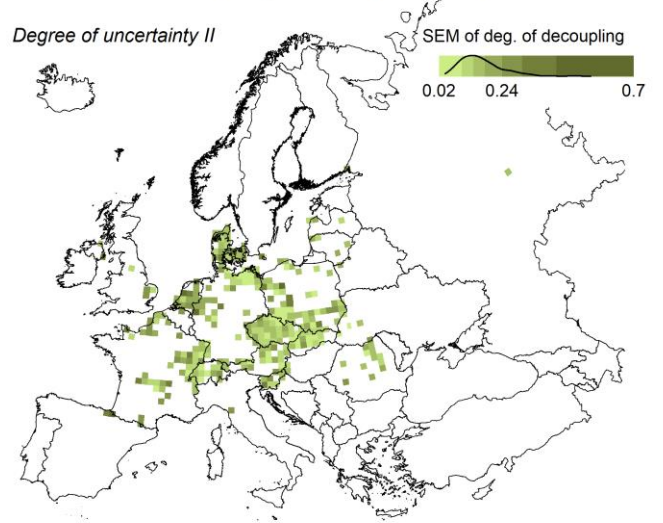 Degree of uncertainty II
SEM of deg. of decoupling
0.02 0.24 0.7